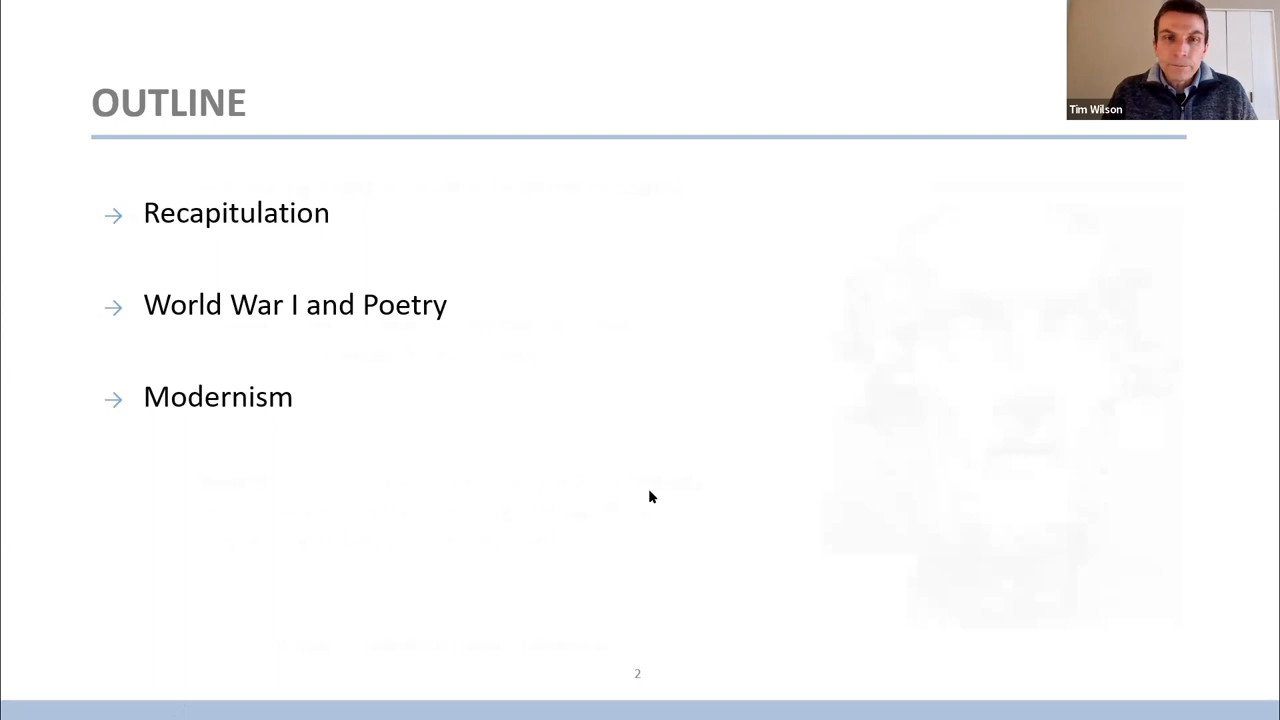 OUTLINE
Tim Wilson
→ Recapitulation
→ World War I and Poetry
→ Modernism
2